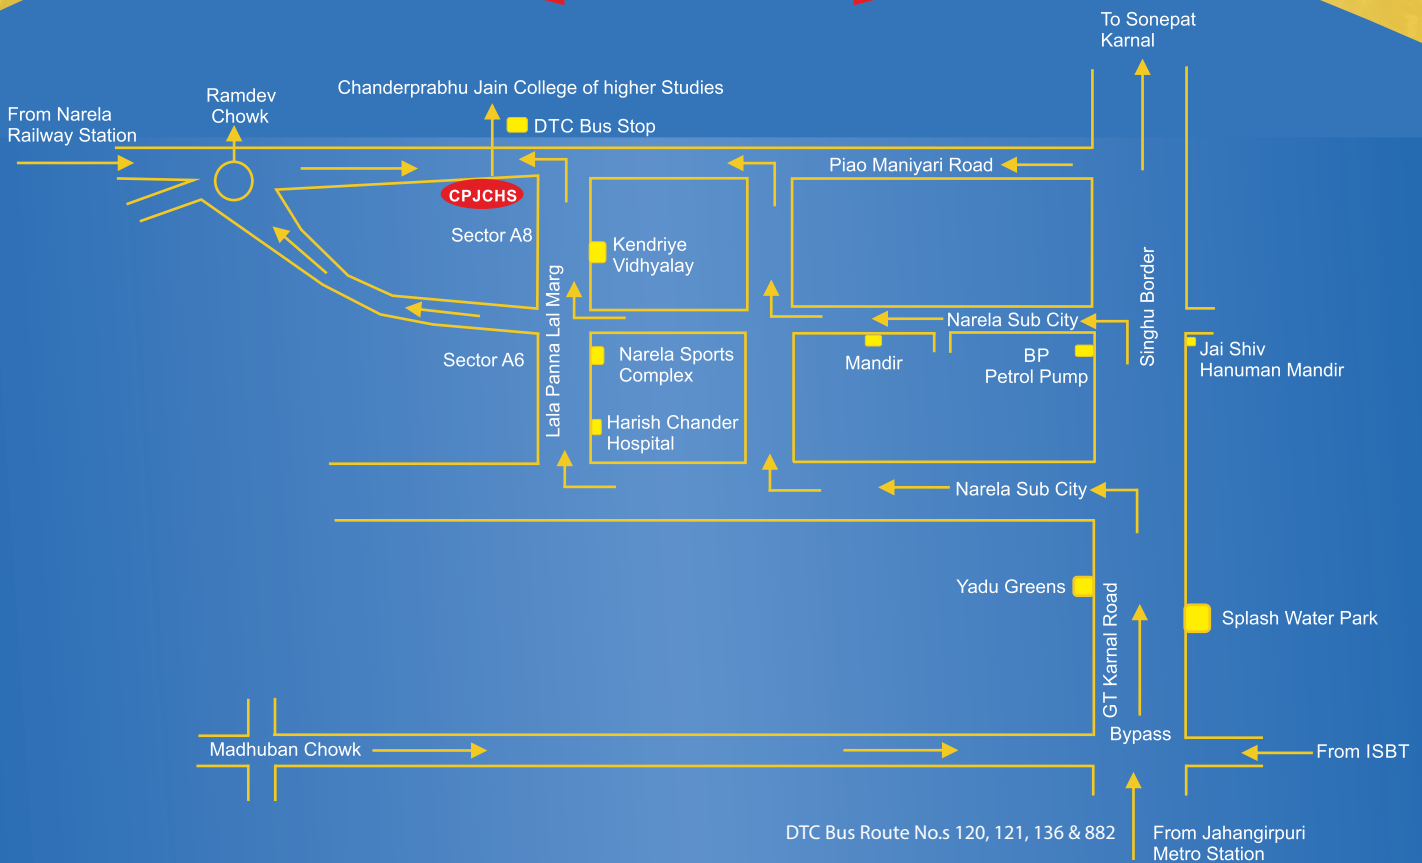 To Sonepat
Karnal
Chanderprabhu Jain College of higher Studies
Ramdev
Chowk
From Narela
Railway Station
DTC Bus Stop
Piao Maniyari Road
CPJCHS
Sector A8
Kendriye
Vidhyalay
Lala Panna Lal Marg
Singhu Border
Narela Sub City
Sector A6
Narela Sports
Complex
Mandir
BP
Petrol Pump
Jai Shiv
Hanuman Mandir
Harish Chander
Hospital
Narela Sub City
Yadu Greens
GT Karnal Road
Splash Water Park
Bypass
Madhuban Chowk
From ISBT
DTC Bus Route No.s 120, 121, 136 & 882
From Jahangirpuri
Metro Station